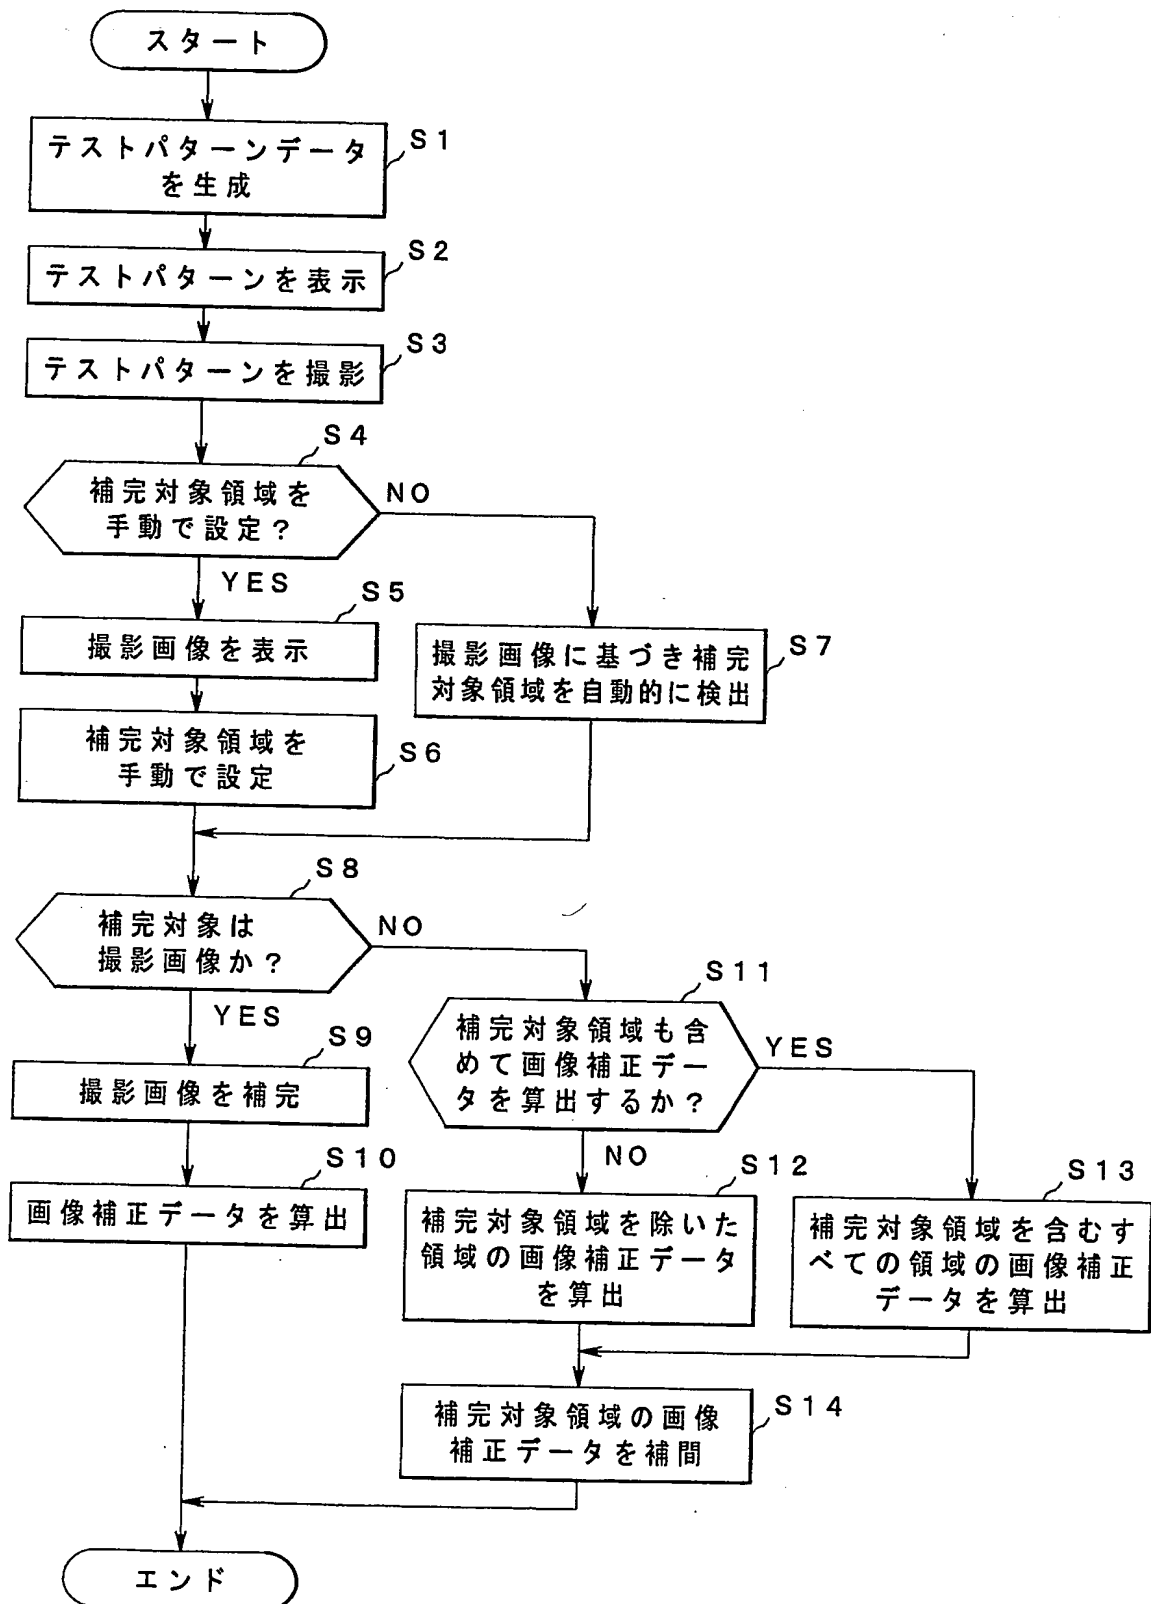 スタート
S1
テストパターンデータ
を生成
S2
テストパターンを表示
S3
テストパターンを撮影
S4
補完対象領域を
手動で設定?
NO
YES
S5
撮影画像を表示
S7
撮影画像に基づき補完
対象領域を自動的に検出
S6
補完対象領域を
手動で設定
S8
補完対象は
撮影画像か?
NO
YES
S11
補完対象領域も含
めて画像補正デー
タを算出するか?
YES
NO
S9
撮影画像を補完
S10
画像補正データを算出
S12
補完対象領域を除いた
領域の画像補正データ
を算出
S13
補完対象領域を含むす
べての領域の画像補正
データを算出
S14
補完対象領域の画像
補正データを補間
エンド